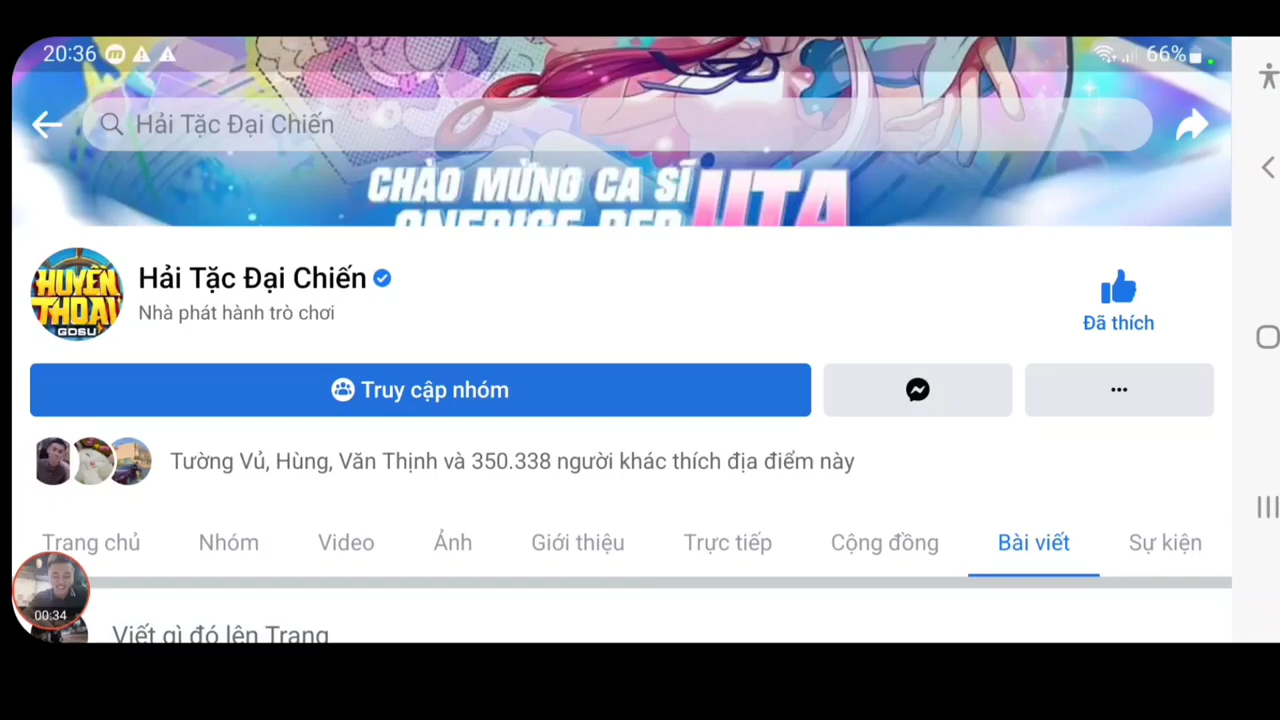 20:36
66%
Hải Tặc Đại Chiến
CHÀO MỪNG CA SĨ UTA
ONEPIECE RED
HUYỀN THOẠI
Hải Tặc Đại Chiến
Nhà phát hành trò chơi
Đã thích
Truy cập nhóm
Tường Vủ, Hùng, Văn Thịnh và 350.338 người khác thích địa điểm này
Trang chủ Nhóm Video Ảnh Giới thiệu Trực tiếp Cộng đồng Bài viết Sự kiện
00:34
Viết gì đó lên Trang